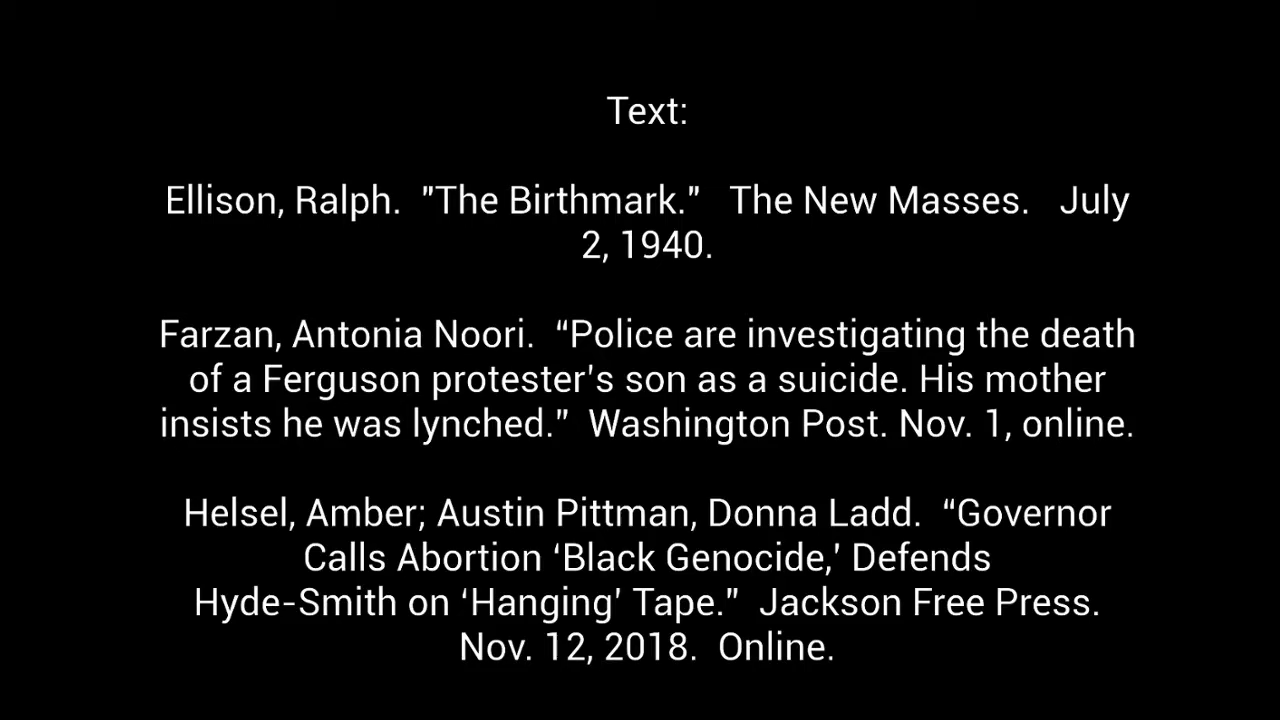 Text:
Ellison, Ralph.  "The Birthmark."   The New Masses.   July
2, 1940.
Farzan, Antonia Noori.  “Police are investigating the death
of a Ferguson protester’s son as a suicide. His mother
insists he was lynched.”  Washington Post. Nov. 1, online.
Helsel, Amber; Austin Pittman, Donna Ladd.  “Governor
Calls Abortion ‘Black Genocide,’ Defends
Hyde-Smith on ‘Hanging’ Tape.”  Jackson Free Press.
Nov. 12, 2018.  Online.